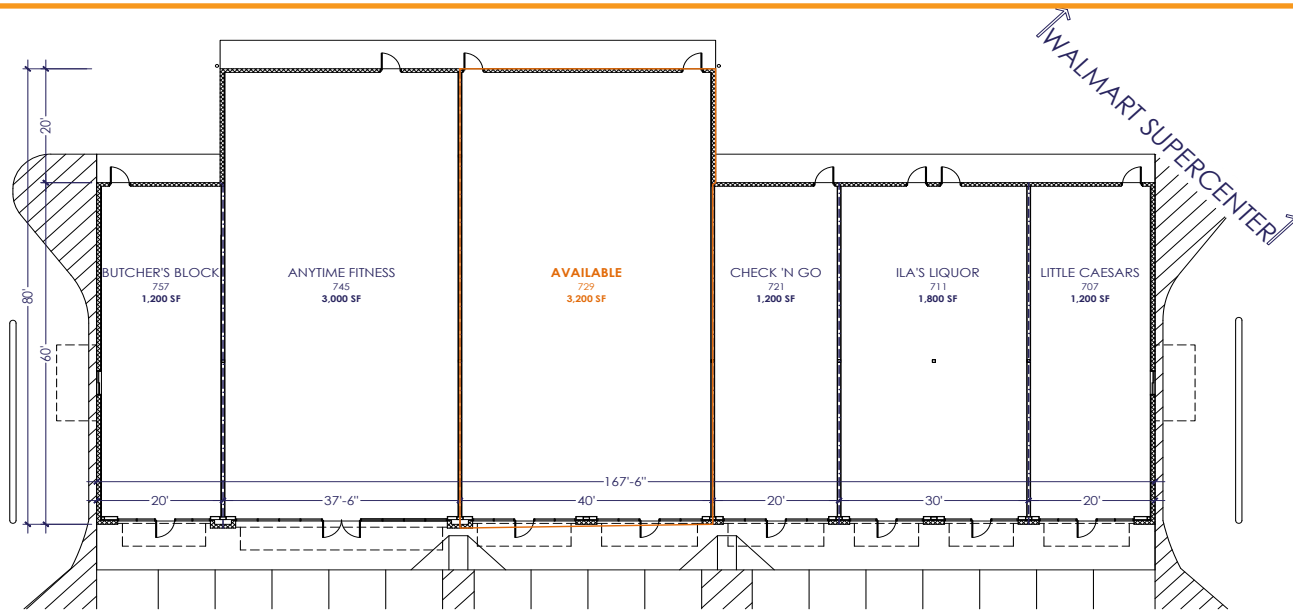 WALMART SUPERCENTER
20'
80'
60'
BUTCHER'S BLOCK
757
1,200 SF
ANYTIME FITNESS
745
3,000 SF
AVAILABLE
729
3,200 SF
CHECK 'N GO
721
1,200 SF
ILA'S LIQUOR
711
1,800 SF
LITTLE CAESARS
707
1,200 SF
167'-6"
20'
37'-6"
40'
20'
30'
20'